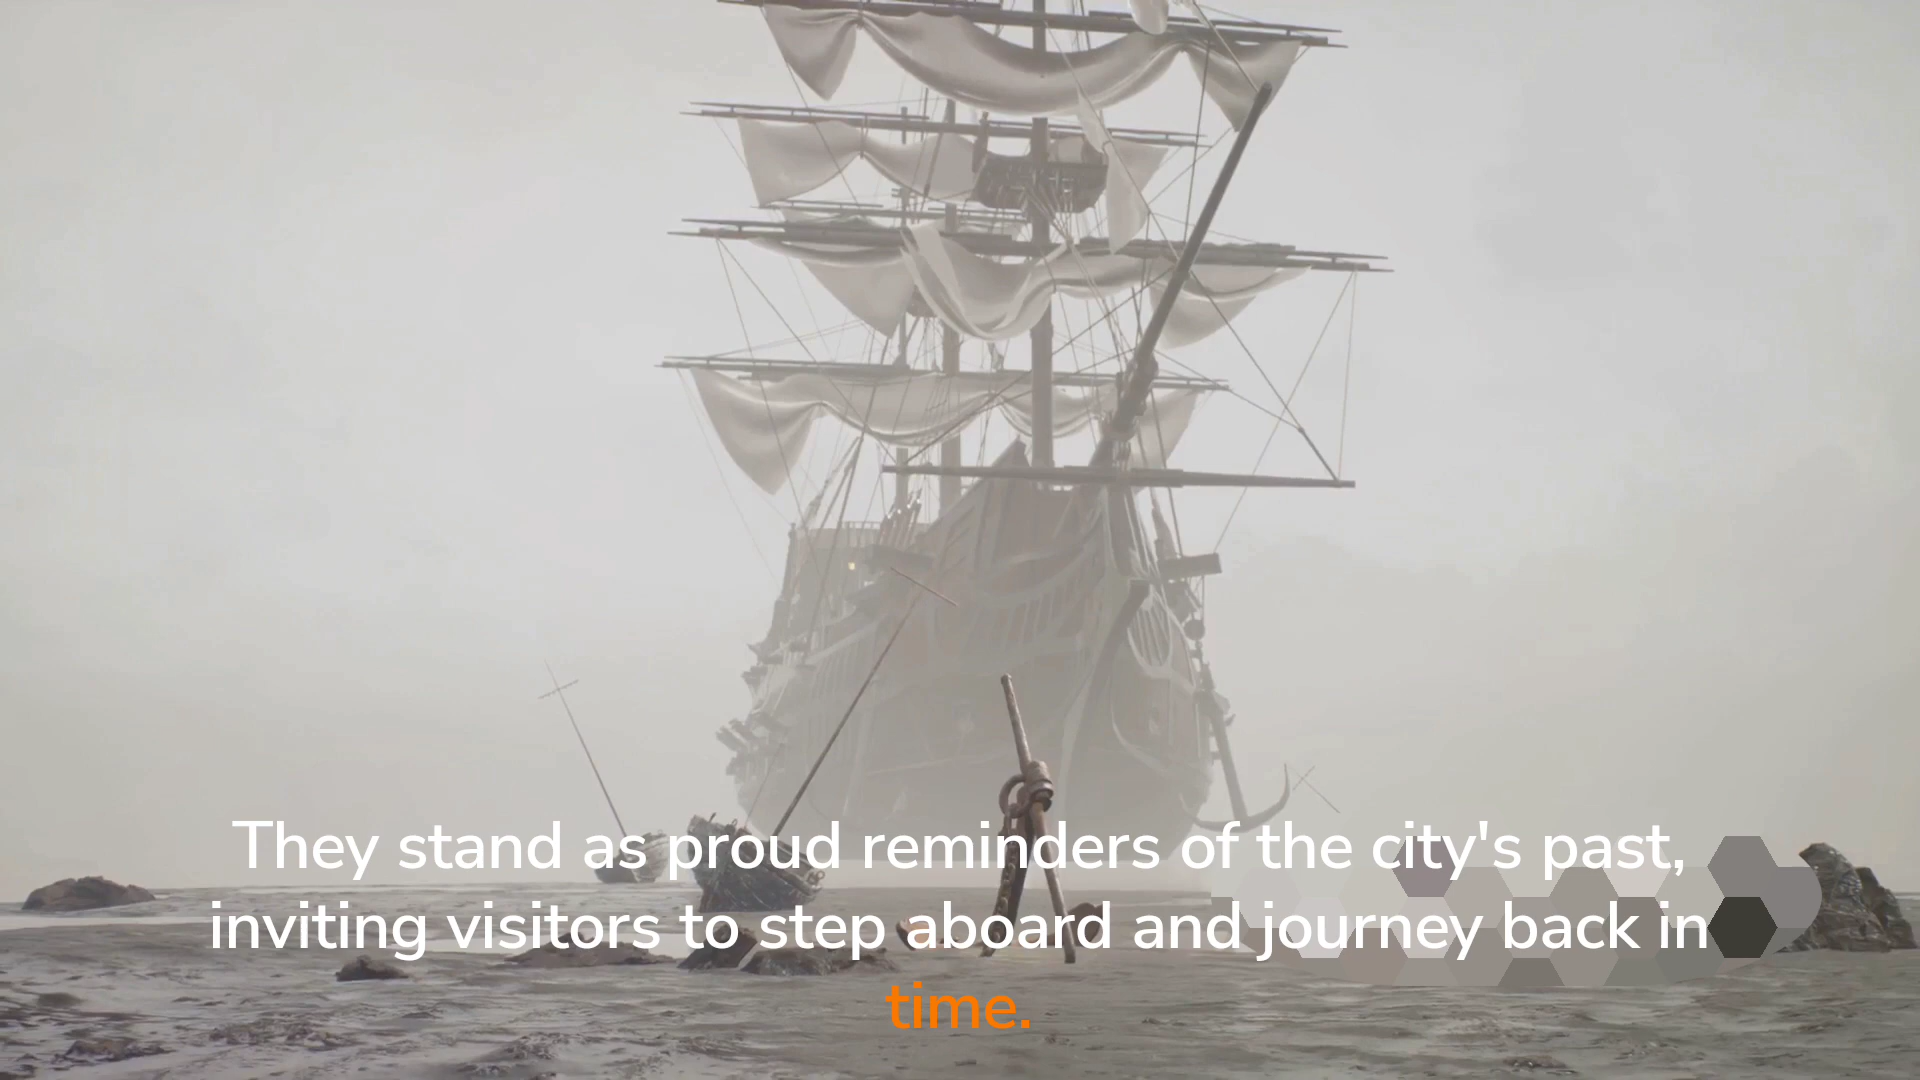 They stand as proud reminders of the city's past,
inviting visitors to step aboard and journey back in
time.